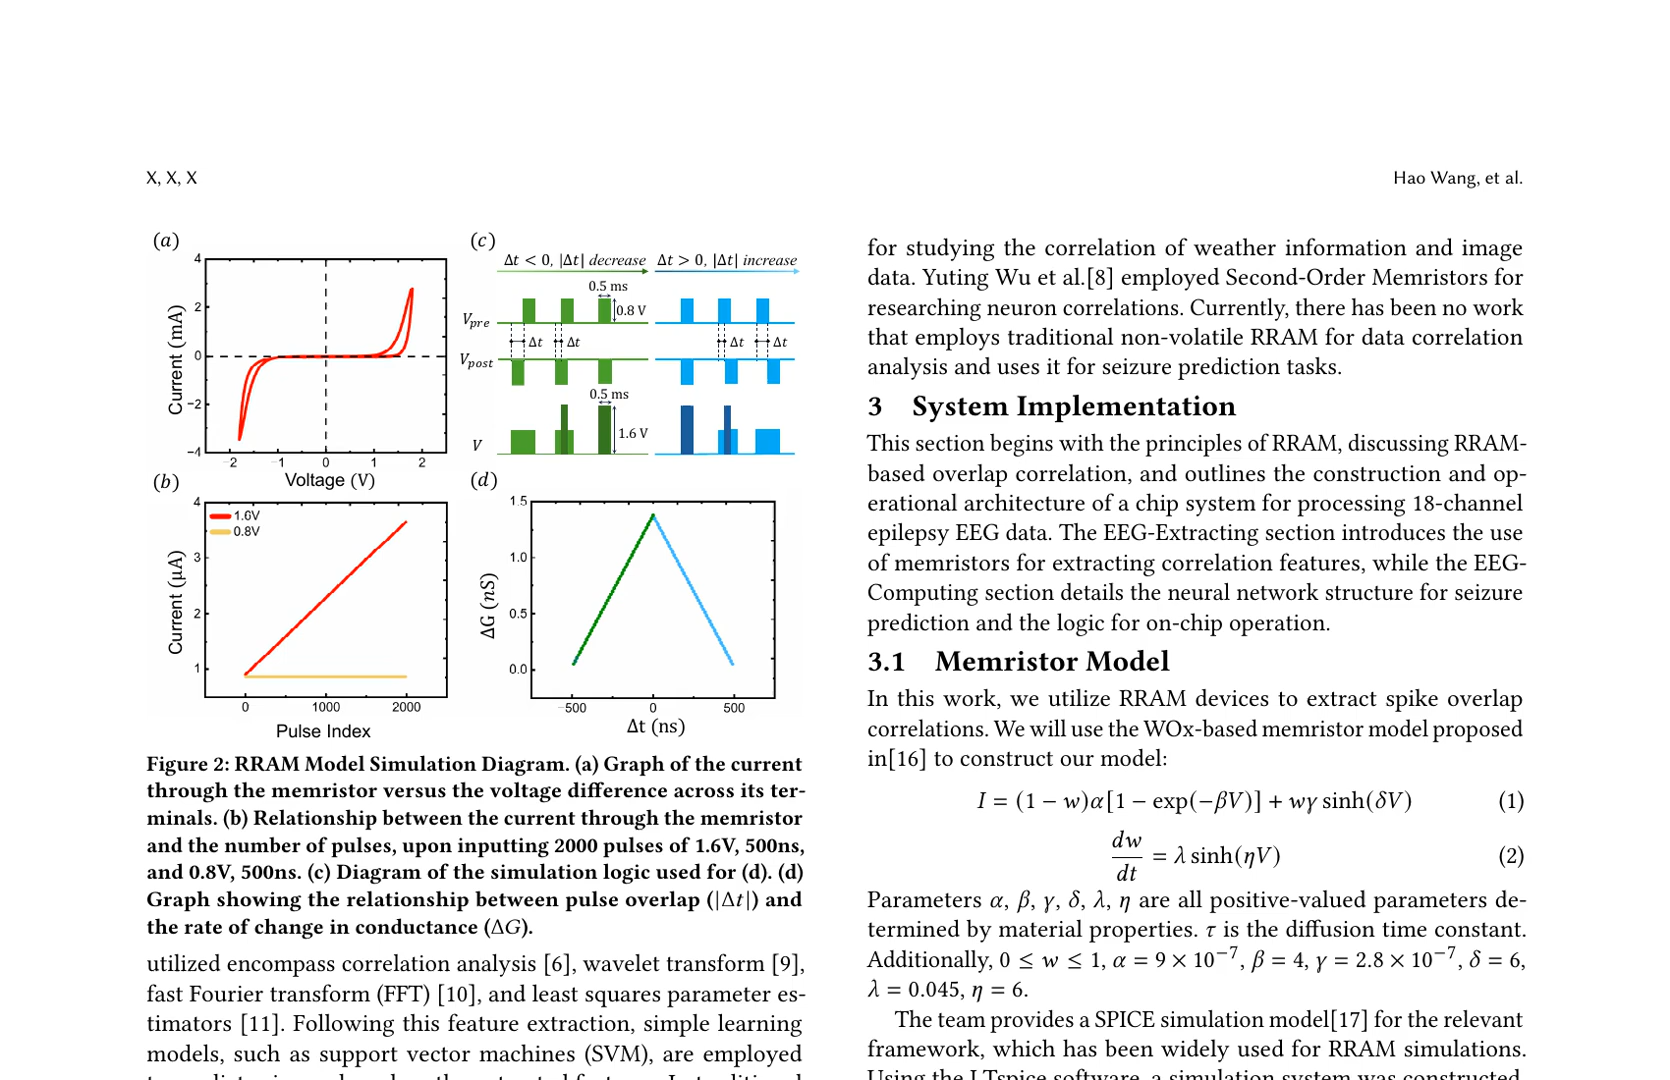 X, X, X
Hao Wang, et al.
(a)
4
2
0
−2
−4
Current (mA)
−2 −1 0 1 2
Voltage (V)
(c)
Δt < 0, |Δt| decrease Δt > 0, |Δt| increase
0.5 ms
0.8 V
V_pre
Δt Δt Δt Δt
V_post
0.5 ms
1.6 V
V
(b)
4
3
2
1
Current (μA)
1.6V
0.8V
0 1000 2000
Pulse Index
(d)
1.5
1.0
0.5
0.0
ΔG (nS)
−500 0 500
Δt (ns)
Figure 2: RRAM Model Simulation Diagram. (a) Graph of the current
through the memristor versus the voltage difference across its ter-
minals. (b) Relationship between the current through the memristor
and the number of pulses, upon inputting 2000 pulses of 1.6V, 500ns,
and 0.8V, 500ns. (c) Diagram of the simulation logic used for (d). (d)
Graph showing the relationship between pulse overlap (|Δt|) and
the rate of change in conductance (ΔG).
utilized encompass correlation analysis [6], wavelet transform [9],
fast Fourier transform (FFT) [10], and least squares parameter es-
timators [11]. Following this feature extraction, simple learning
models, such as support vector machines (SVM), are employed
for studying the correlation of weather information and image
data. Yuting Wu et al.[8] employed Second-Order Memristors for
researching neuron correlations. Currently, there has been no work
that employs traditional non-volatile RRAM for data correlation
analysis and uses it for seizure prediction tasks.
3 System Implementation
This section begins with the principles of RRAM, discussing RRAM-
based overlap correlation, and outlines the construction and op-
erational architecture of a chip system for processing 18-channel
epilepsy EEG data. The EEG-Extracting section introduces the use
of memristors for extracting correlation features, while the EEG-
Computing section details the neural network structure for seizure
prediction and the logic for on-chip operation.
3.1 Memristor Model
In this work, we utilize RRAM devices to extract spike overlap
correlations. We will use the WOx-based memristor model proposed
in[16] to construct our model:
I = (1 − w)α[1 − exp(−βV)] + wγ sinh(δV) (1)
dw/dt = λ sinh(ηV) (2)
Parameters α, β, γ, δ, λ, η are all positive-valued parameters de-
termined by material properties. τ is the diffusion time constant.
Additionally, 0 ≤ w ≤ 1, α = 9 × 10⁻⁷, β = 4, γ = 2.8 × 10⁻⁷, δ = 6,
λ = 0.045, η = 6.
The team provides a SPICE simulation model[17] for the relevant
framework, which has been widely used for RRAM simulations.
Using the LTspice software, a simulation system was constructed,